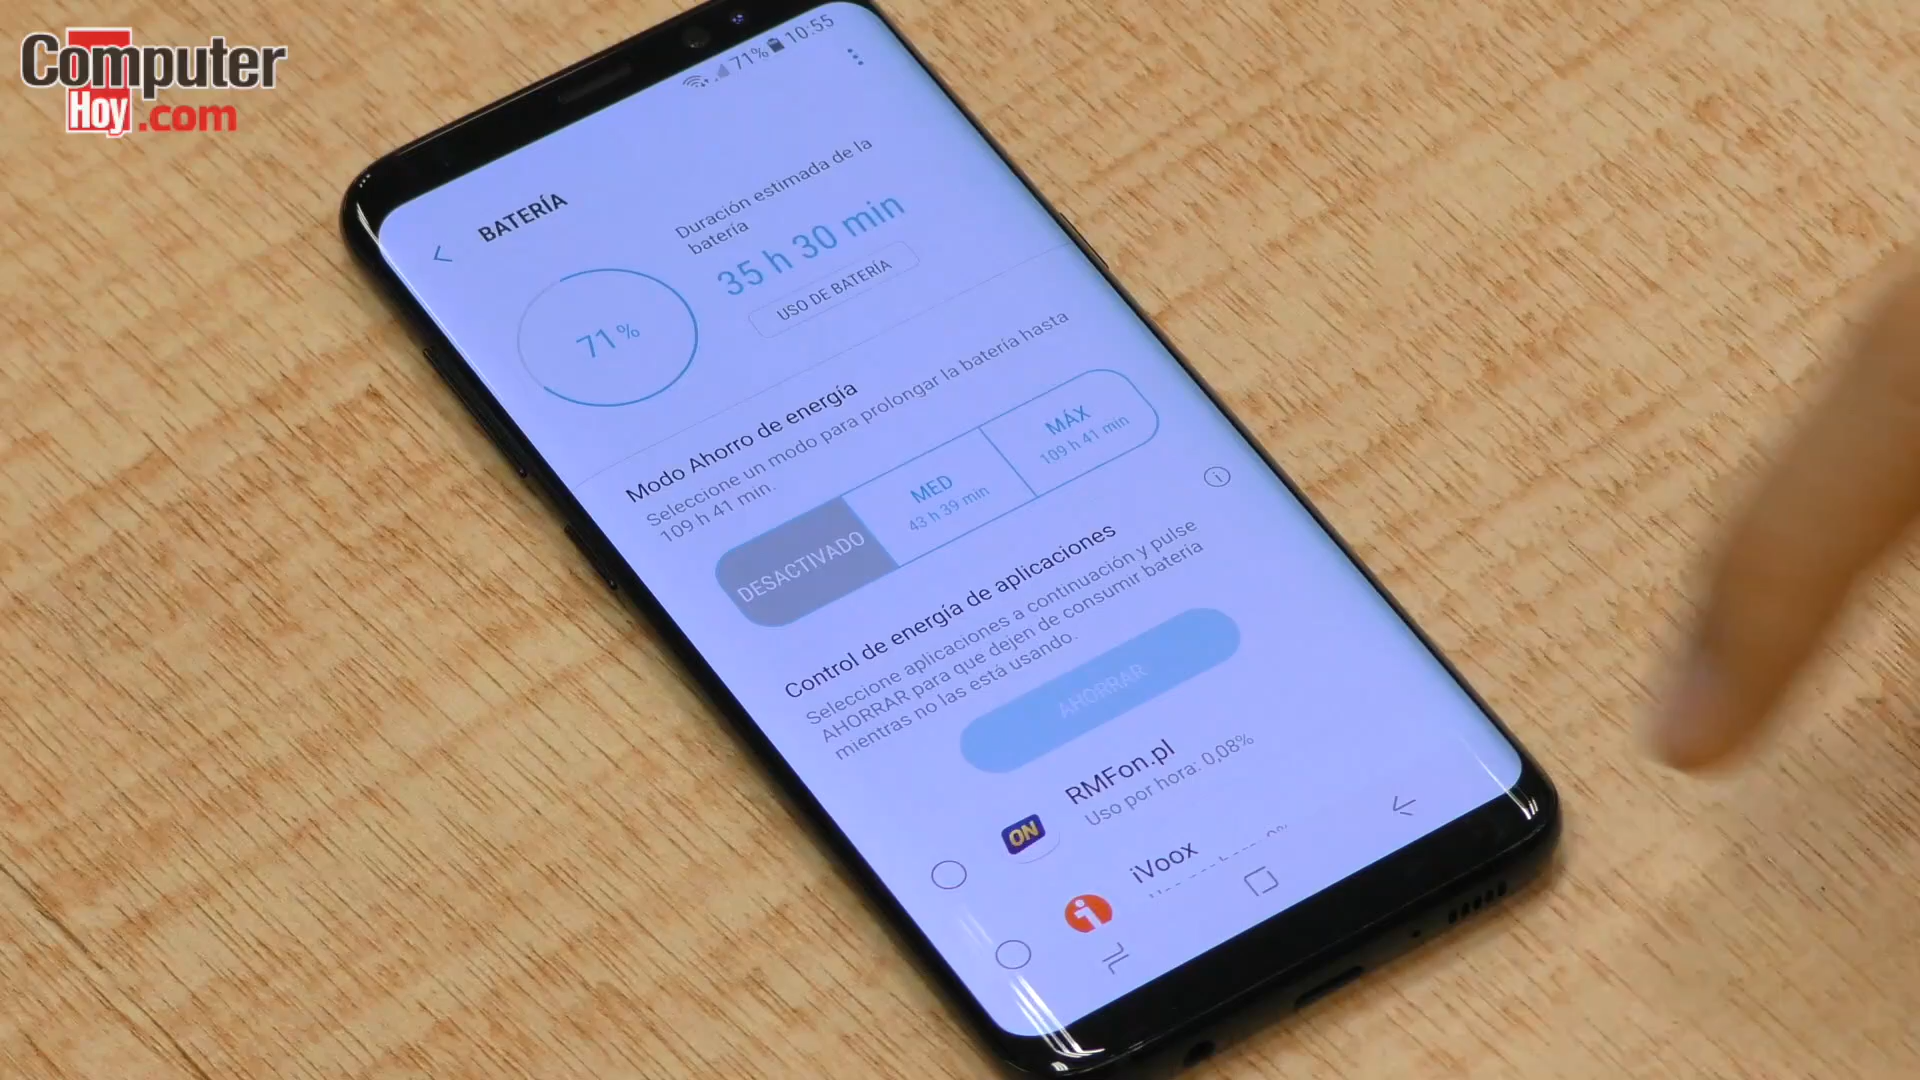 Computer
Hoy.com
71% 10:55
BATERÍA
71 %
Duración estimada de la
batería
35 h 30 min
USO DE BATERÍA
Modo Ahorro de energía
Seleccione un modo para prolongar la batería hasta
109 h 41 min.
DESACTIVADO
MED
43 h 39 min
MÁX
109 h 41 min
Control de energía de aplicaciones
Seleccione aplicaciones a continuación y pulse
AHORRAR para que dejen de consumir batería
mientras no las está usando.
AHORRAR
RMFon.pl
Uso por hora: 0,08%
ON
iVoox